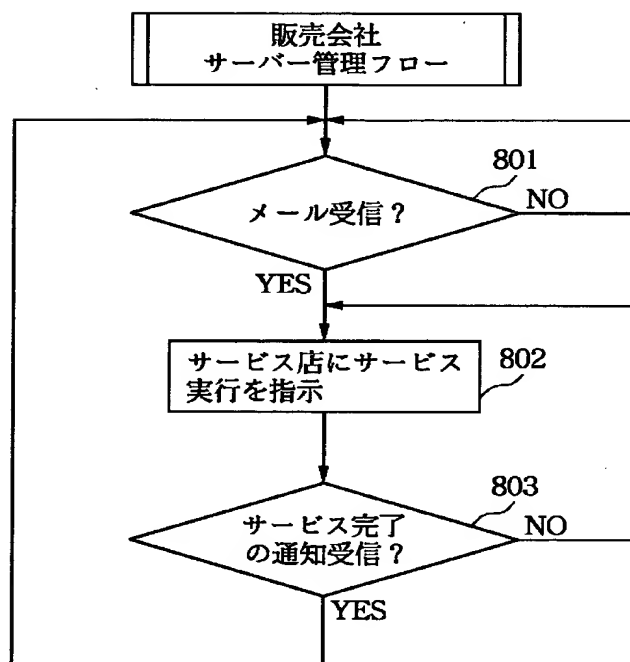 販売会社
サーバー管理フロー
801
メール受信？
NO
YES
サービス店にサービス
実行を指示
802
803
サービス完了
の通知受信？
NO
YES